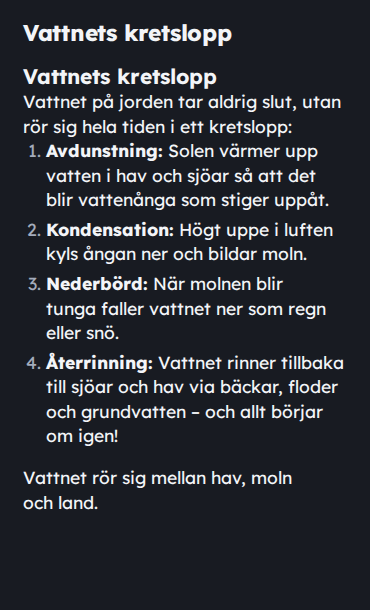 Vattnets kretslopp
Vattnets kretslopp
Vattnet på jorden tar aldrig slut, utan
rör sig hela tiden i ett kretslopp:
1. Avdunstning: Solen värmer upp
vatten i hav och sjöar så att det
blir vattenånga som stiger uppåt.
2. Kondensation: Högt uppe i luften
kyls ångan ner och bildar moln.
3. Nederbörd: När molnen blir
tunga faller vattnet ner som regn
eller snö.
4. Återrinning: Vattnet rinner tillbaka
till sjöar och hav via bäckar, floder
och grundvatten – och allt börjar
om igen!
Vattnet rör sig mellan hav, moln
och land.